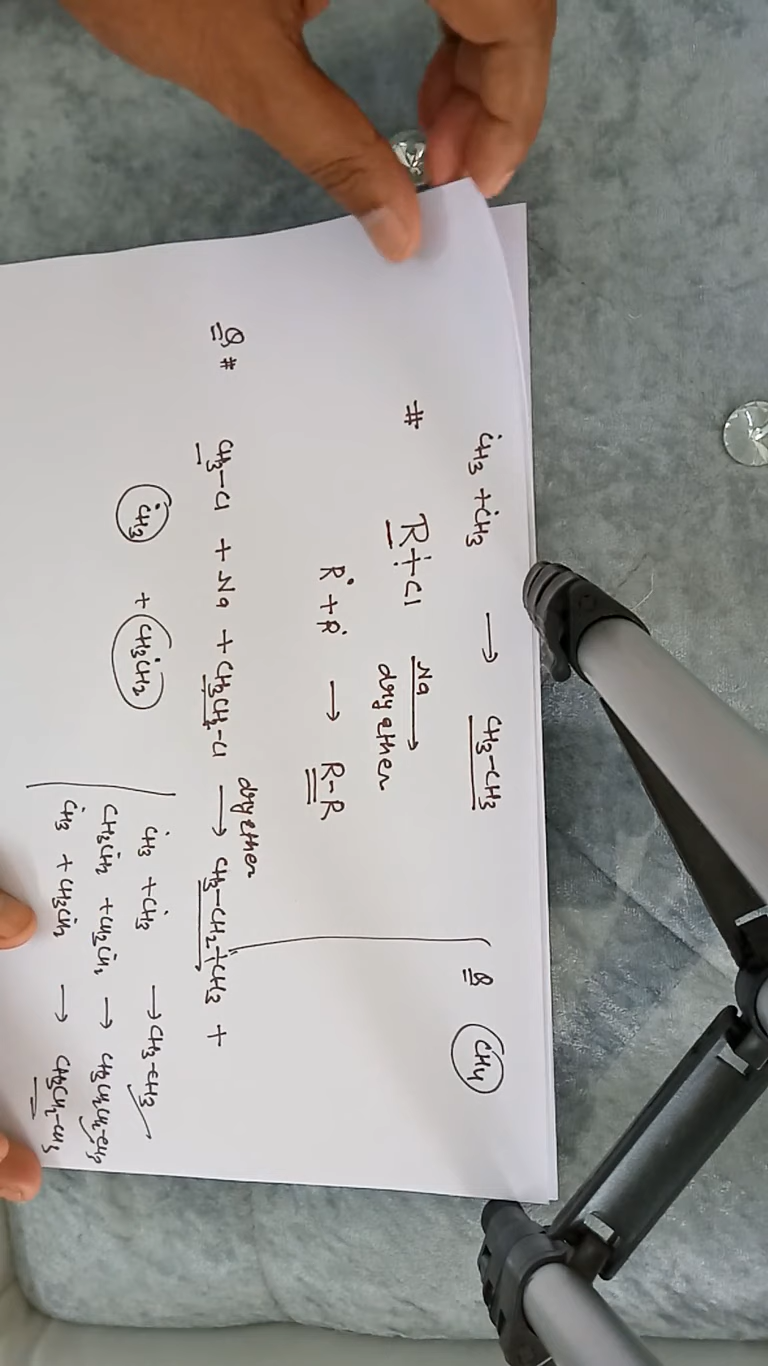 ĊH3 + ĊH3 → CH3-CH3
# R÷Cl Na → dry ether
R• + R• → R-R
Q CH4
Q # CH3-Cl + Na + CH3CH2-Cl dry ether → CH3-CH2÷CH3 +
ĊH3 + CH3ĊH2
ĊH3 + ĊH3 → CH3-CH3
CH3ĊH2 + CH3ĊH2 → CH3CH2CH2-CH3
ĊH3 + CH3ĊH2 → CH3CH2-CH3